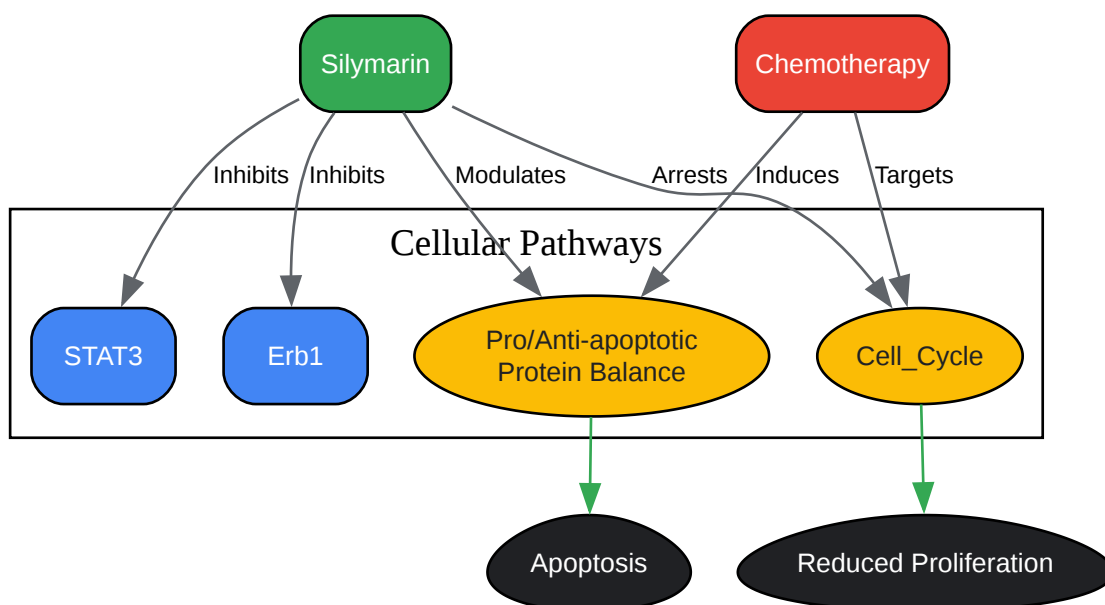 Silymarin
Chemotherapy
Inhibits
Inhibits
Modulates
Arrests
Induces
Targets
Cellular Pathways
STAT3
Erb1
Pro/Anti-apoptotic
Protein Balance
Cell_Cycle
Apoptosis
Reduced Proliferation